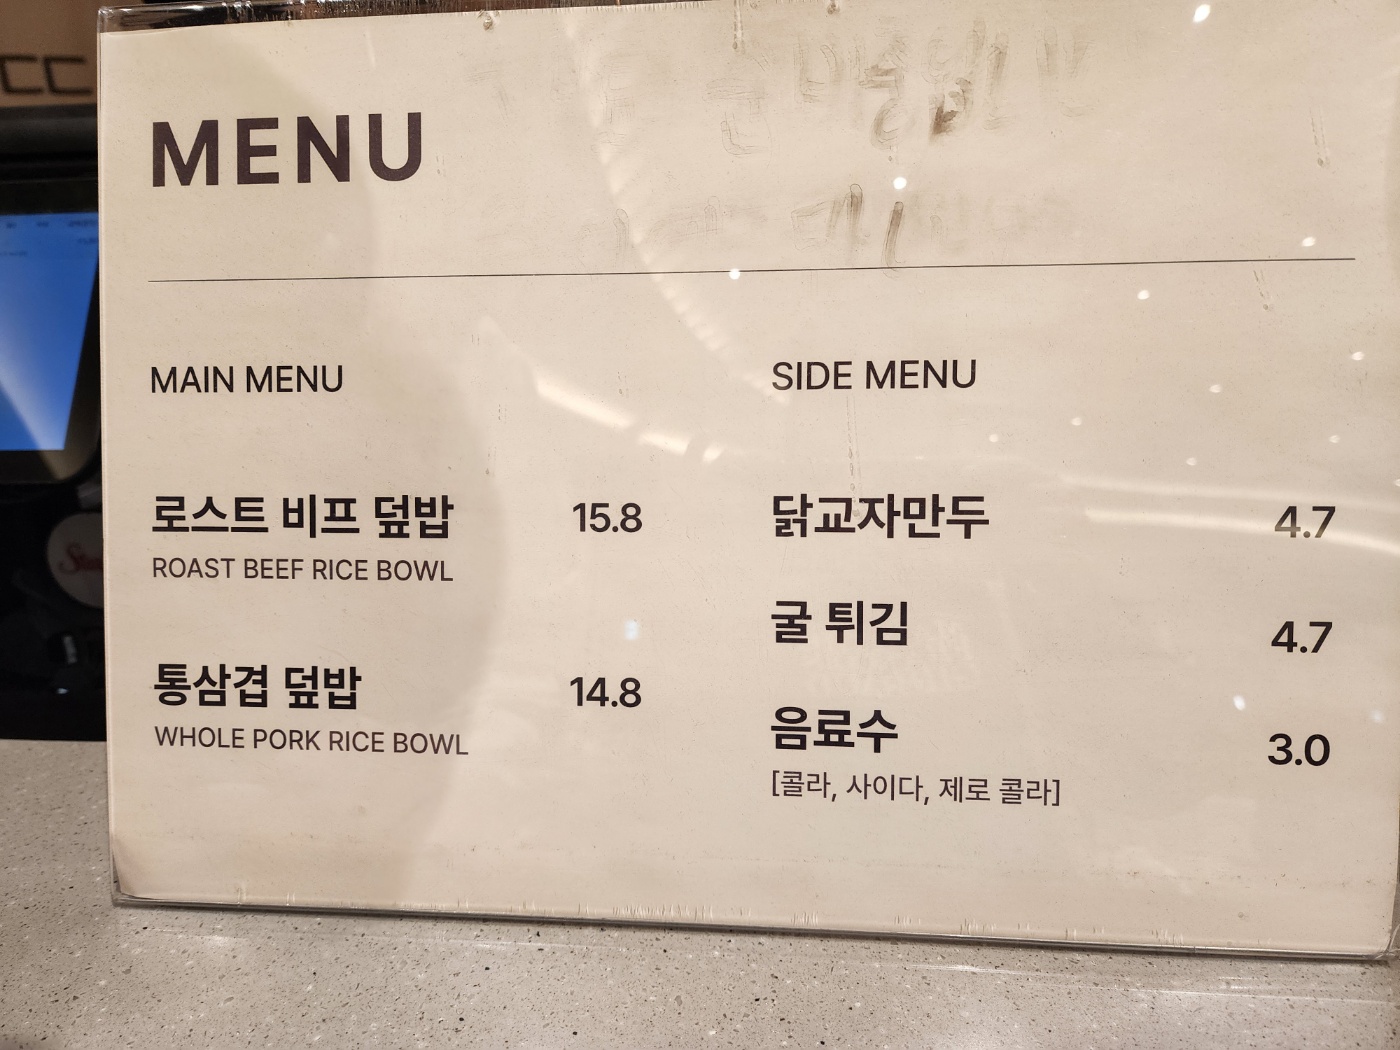 MENU
MAIN MENU
로스트 비프 덮밥 15.8
ROAST BEEF RICE BOWL
통삼겹 덮밥 14.8
WHOLE PORK RICE BOWL
SIDE MENU
닭교자만두 4.7
굴 튀김 4.7
음료수 3.0
[콜라, 사이다, 제로 콜라]